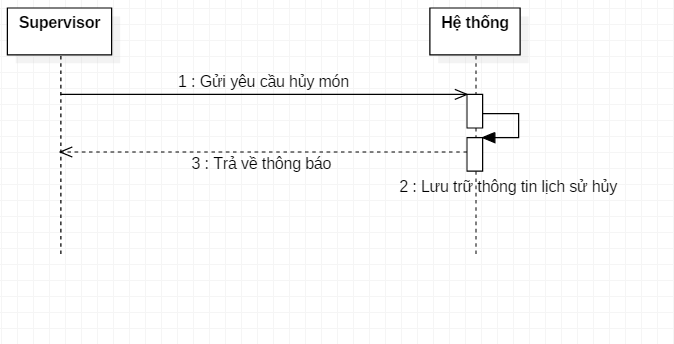 Supervisor
Hệ thống
1 : Gửi yêu cầu hủy món
3 : Trả về thông báo
2 : Lưu trữ thông tin lịch sử hủy